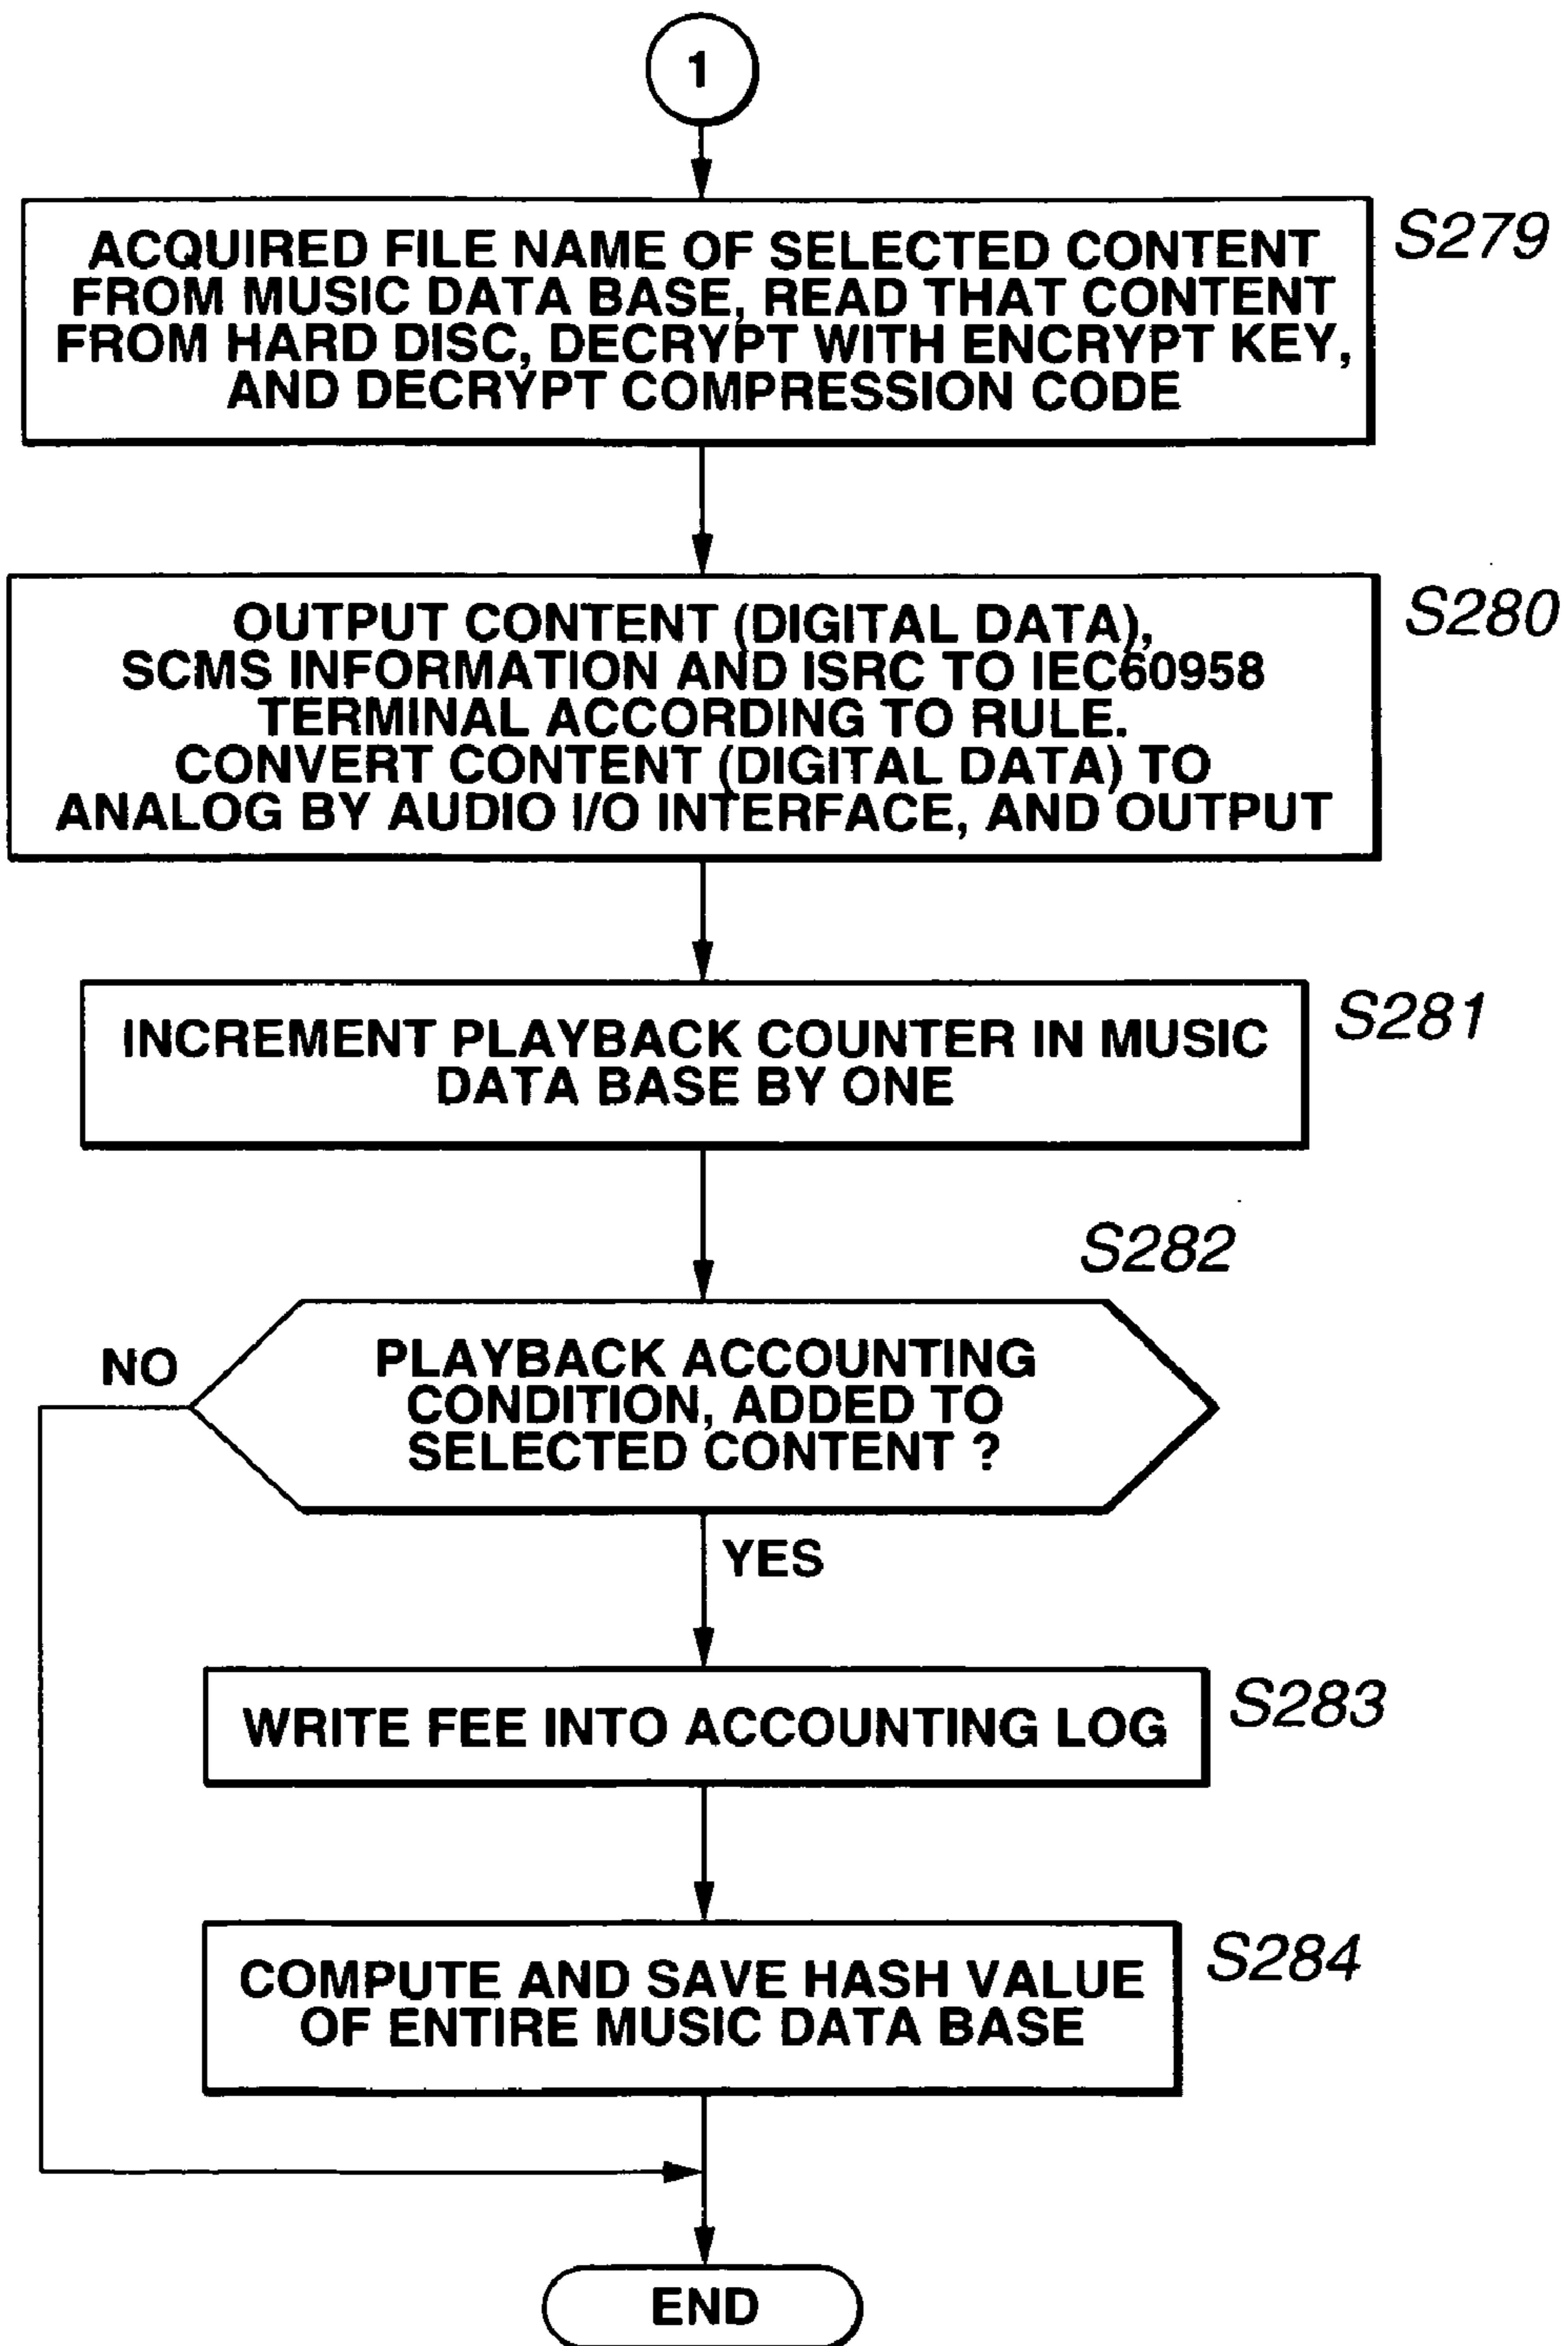 1
S279
ACQUIRED FILE NAME OF SELECTED CONTENT
FROM MUSIC DATA BASE, READ THAT CONTENT
FROM HARD DISC, DECRYPT WITH ENCRYPT KEY,
AND DECRYPT COMPRESSION CODE
S280
OUTPUT CONTENT (DIGITAL DATA),
SCMS INFORMATION AND ISRC TO IEC60958
TERMINAL ACCORDING TO RULE.
CONVERT CONTENT (DIGITAL DATA) TO
ANALOG BY AUDIO I/O INTERFACE, AND OUTPUT
S281
INCREMENT PLAYBACK COUNTER IN MUSIC
DATA BASE BY ONE
S282
NO
PLAYBACK ACCOUNTING
CONDITION, ADDED TO
SELECTED CONTENT ?
YES
S283
WRITE FEE INTO ACCOUNTING LOG
S284
COMPUTE AND SAVE HASH VALUE
OF ENTIRE MUSIC DATA BASE
END